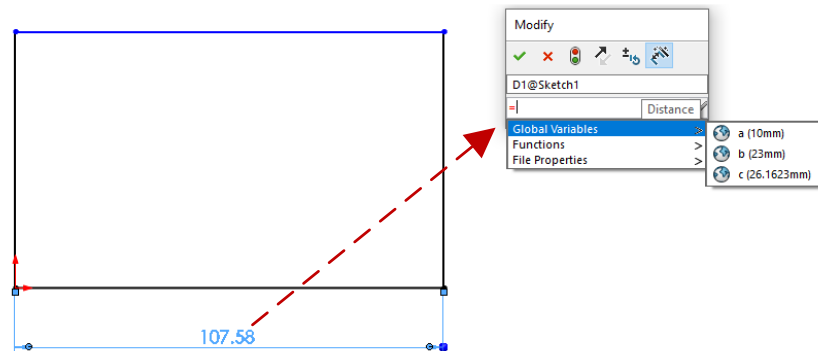 Modify
D1@Sketch1
= Distance
Global Variables >
Functions >
File Properties >
a (10mm)
b (23mm)
c (26.1623mm)
107.58